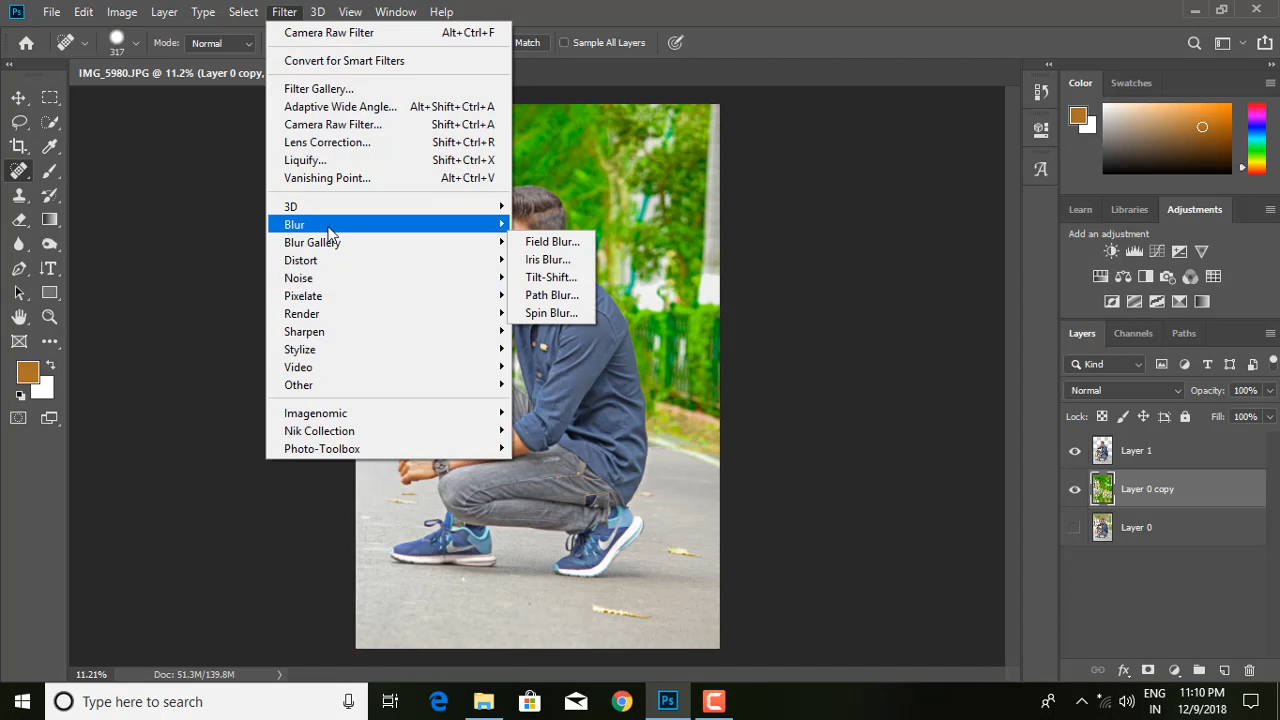 Ps File Edit Image Layer Type Select Filter 3D View Window Help
317 Mode: Normal Match Sample All Layers
IMG_5980.JPG @ 11.2% (Layer 0 copy,
Camera Raw Filter Alt+Ctrl+F
Convert for Smart Filters
Filter Gallery...
Adaptive Wide Angle... Alt+Shift+Ctrl+A
Camera Raw Filter... Shift+Ctrl+A
Lens Correction... Shift+Ctrl+R
Liquify... Shift+Ctrl+X
Vanishing Point... Alt+Ctrl+V
3D
Blur
Blur Gallery
Distort
Noise
Pixelate
Render
Sharpen
Stylize
Video
Other
Imagenomic
Nik Collection
Photo-Toolbox
Field Blur...
Iris Blur...
Tilt-Shift...
Path Blur...
Spin Blur...
Color Swatches
Learn Libraries Adjustments
Add an adjustment
Layers Channels Paths
Kind
Normal Opacity: 100%
Lock: Fill: 100%
Layer 1
Layer 0 copy
Layer 0
fx
11.21% Doc: 51.3M/139.8M
Type here to search
Ps
ENG
IN
11:10 PM
12/9/2018